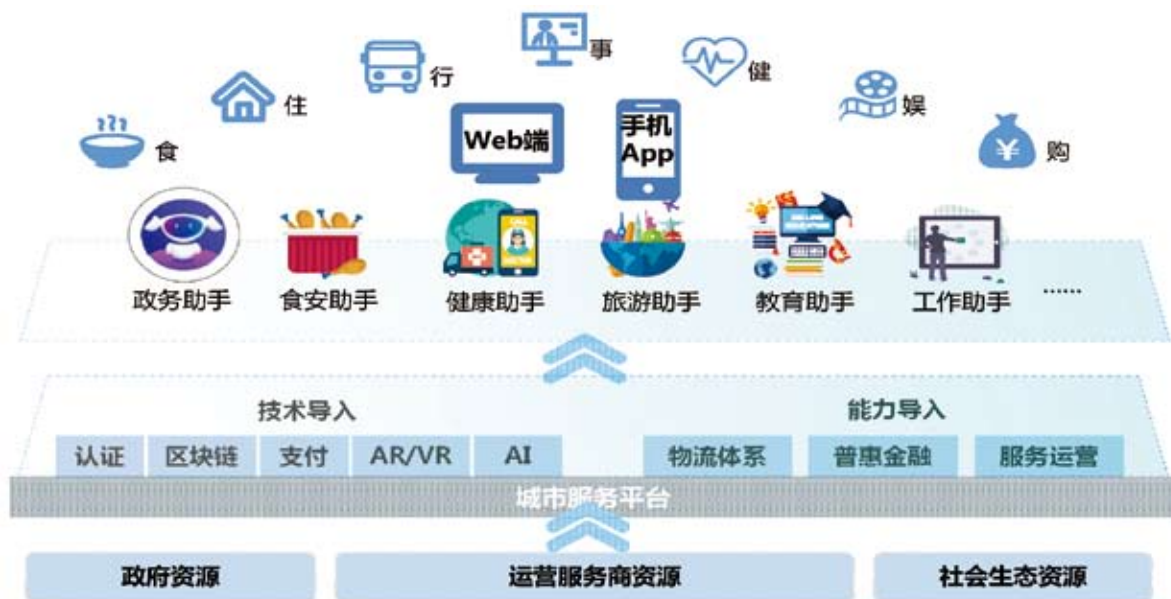 事
行
健
住
娱
食
购
Web端
手机
App
¥
CALL
DOCTOR
政务助手
食安助手
健康助手
旅游助手
教育助手
工作助手
......
技术导入
能力导入
认证
区块链
支付
AR/VR
AI
物流体系
普惠金融
服务运营
城市服务平台
政府资源
运营服务商资源
社会生态资源